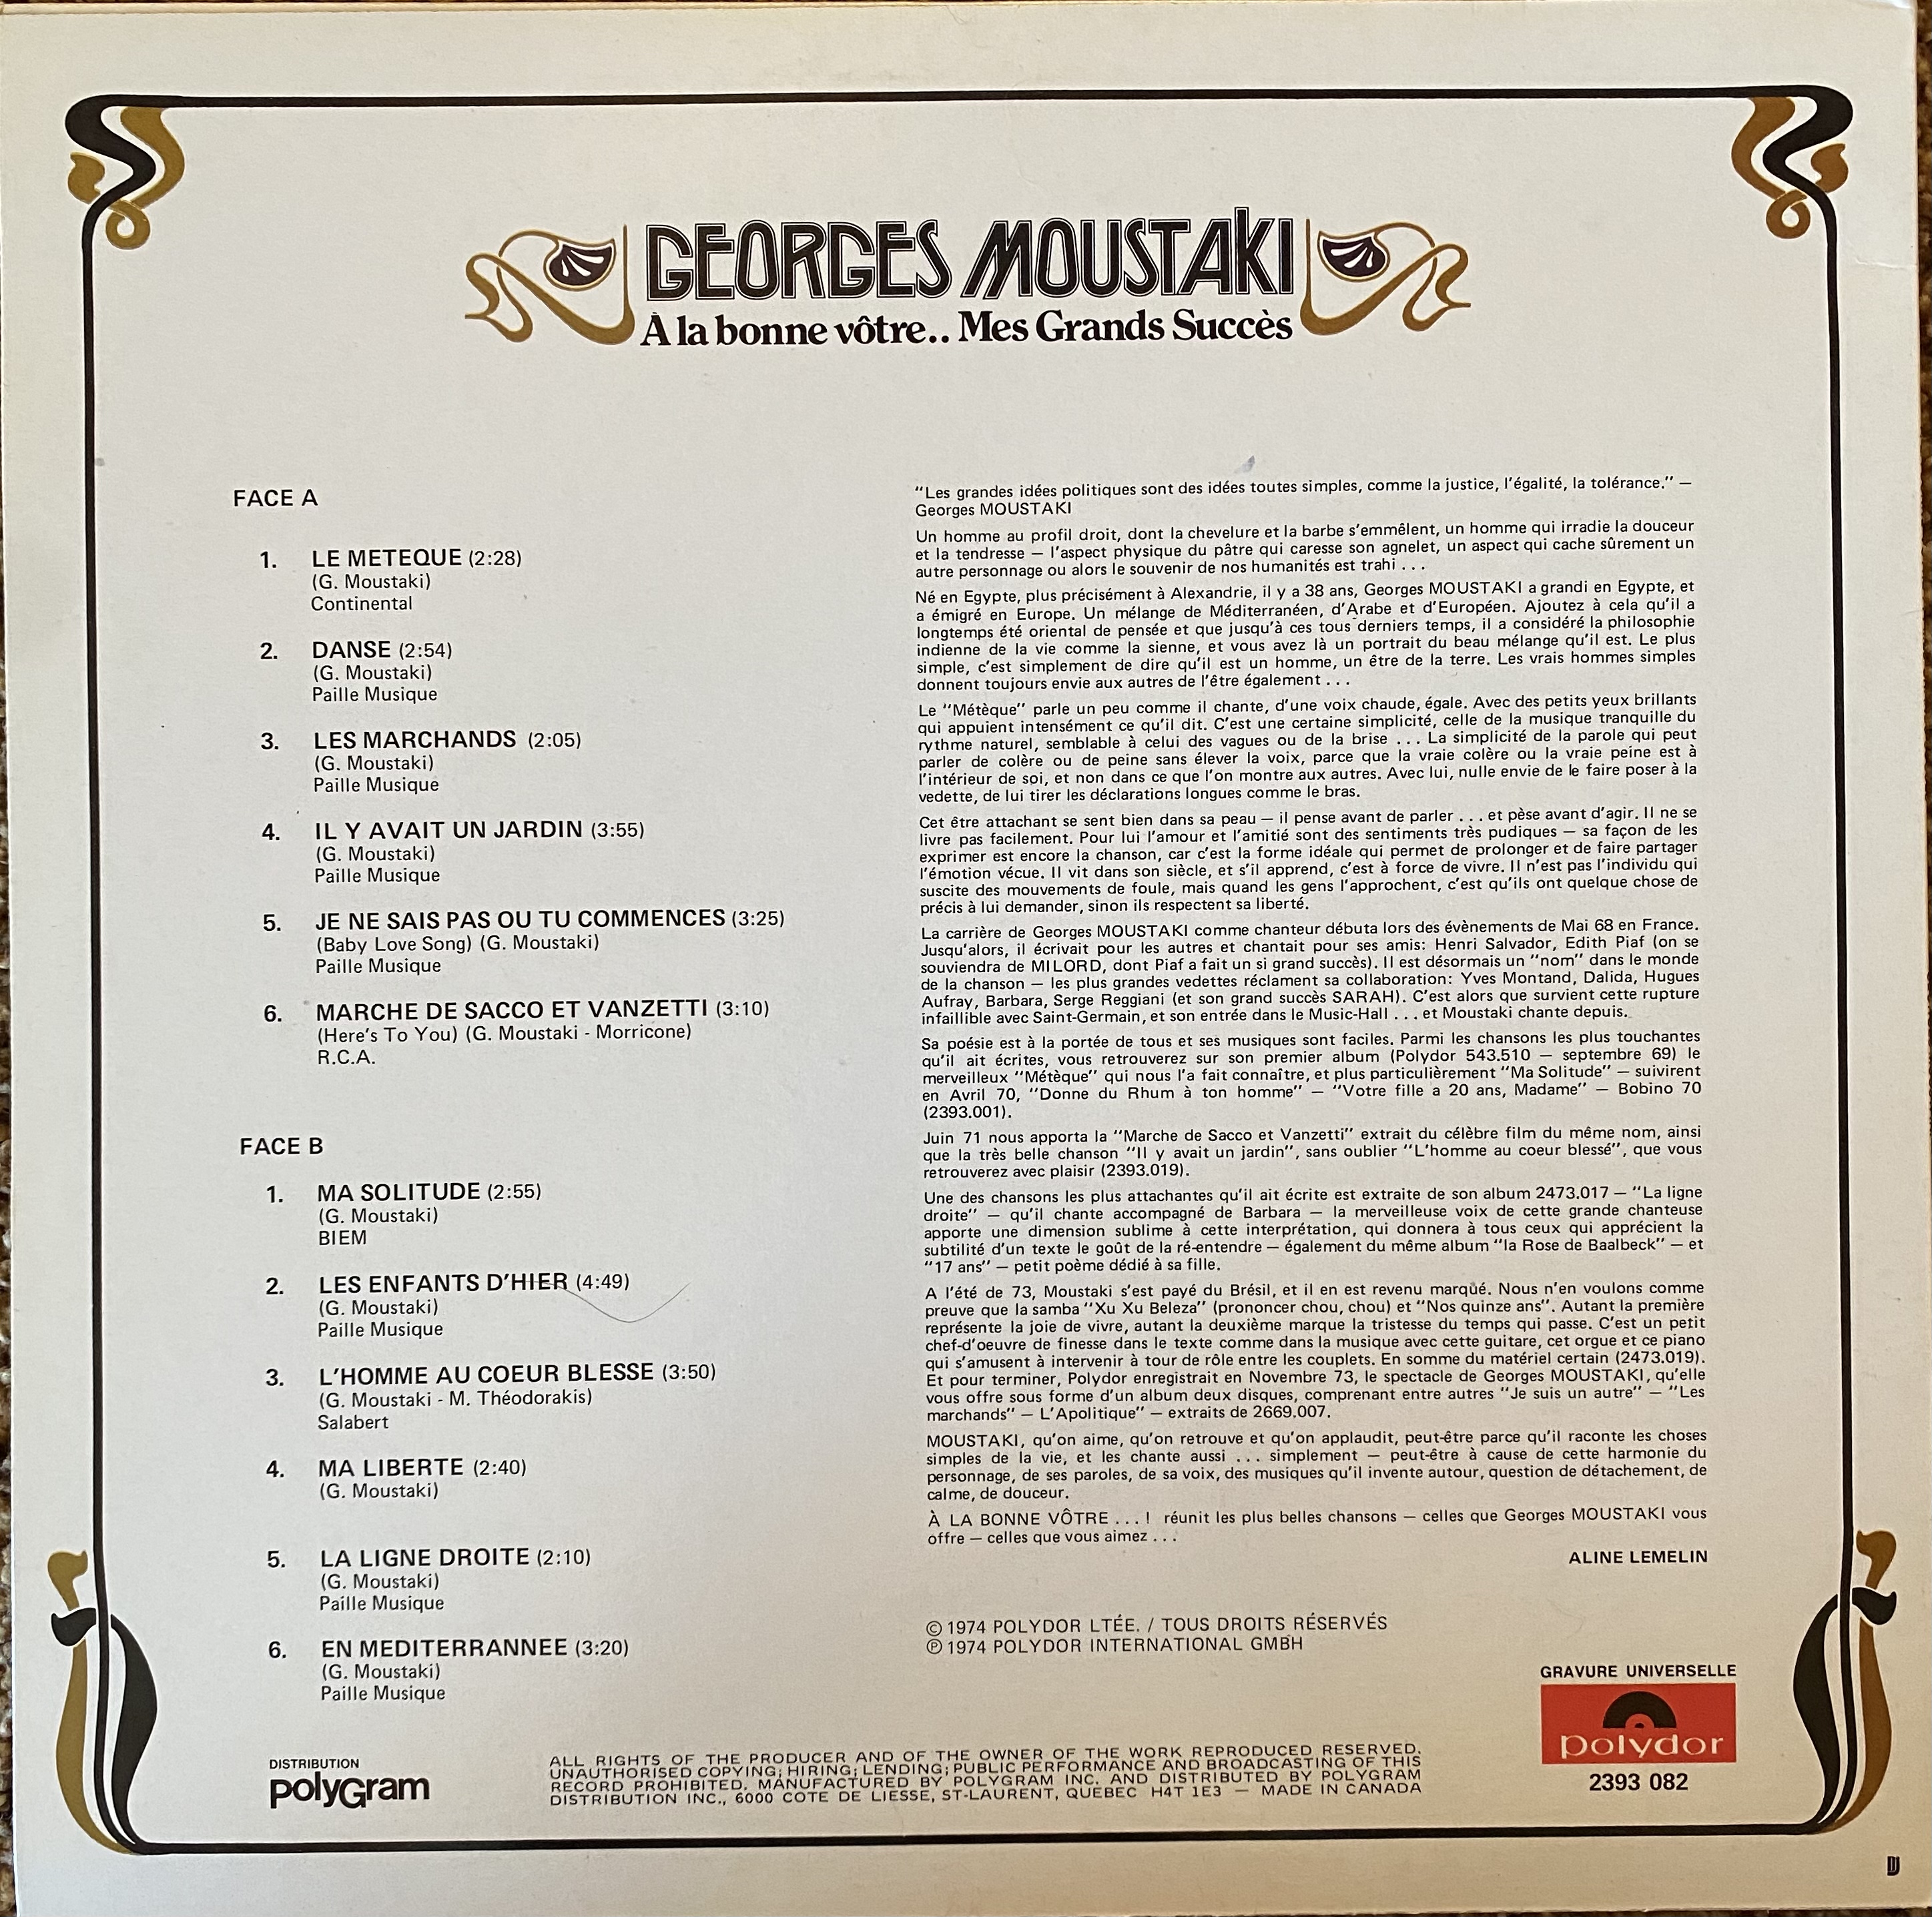 GEORGES MOUSTAKI
À la bonne vôtre.. Mes Grands Succès
FACE A
1. LE METEQUE (2:28)
(G. Moustaki)
Continental
2. DANSE (2:54)
(G. Moustaki)
Paille Musique
3. LES MARCHANDS (2:05)
(G. Moustaki)
Paille Musique
4. IL Y AVAIT UN JARDIN (3:55)
(G. Moustaki)
Paille Musique
5. JE NE SAIS PAS OU TU COMMENCES (3:25)
(Baby Love Song) (G. Moustaki)
Paille Musique
6. MARCHE DE SACCO ET VANZETTI (3:10)
(Here's To You) (G. Moustaki - Morricone)
R.C.A.
FACE B
1. MA SOLITUDE (2:55)
(G. Moustaki)
BIEM
2. LES ENFANTS D'HIER (4:49)
(G. Moustaki)
Paille Musique
3. L'HOMME AU COEUR BLESSE (3:50)
(G. Moustaki - M. Théodorakis)
Salabert
4. MA LIBERTE (2:40)
(G. Moustaki)
5. LA LIGNE DROITE (2:10)
(G. Moustaki)
Paille Musique
6. EN MEDITERRANNEE (3:20)
(G. Moustaki)
Paille Musique
"Les grandes idées politiques sont des idées toutes simples, comme la justice, l'égalité, la tolérance." —
Georges MOUSTAKI
Un homme au profil droit, dont la chevelure et la barbe s'emmêlent, un homme qui irradie la douceur
et la tendresse — l'aspect physique du pâtre qui caresse son agnelet, un aspect qui cache sûrement un
autre personnage ou alors le souvenir de nos humanités est trahi . . .
Né en Egypte, plus précisément à Alexandrie, il y a 38 ans, Georges MOUSTAKI a grandi en Egypte, et
a émigré en Europe. Un mélange de Méditerranéen, d'Arabe et d'Européen. Ajoutez à cela qu'il a
longtemps été oriental de pensée et que jusqu'à ces tous derniers temps, il a considéré la philosophie
indienne de la vie comme la sienne, et vous avez là un portrait du beau mélange qu'il est. Le plus
simple, c'est simplement de dire qu'il est un homme, un être de la terre. Les vrais hommes simples
donnent toujours envie aux autres de l'être également . . .
Le "Métèque" parle un peu comme il chante, d'une voix chaude, égale. Avec des petits yeux brillants
qui appuient intensément ce qu'il dit. C'est une certaine simplicité, celle de la musique tranquille du
rythme naturel, semblable à celui des vagues ou de la brise . . . La simplicité de la parole qui peut
parler de colère ou de peine sans élever la voix, parce que la vraie colère ou la vraie peine est à
l'intérieur de soi, et non dans ce que l'on montre aux autres. Avec lui, nulle envie de le faire poser à la
vedette, de lui tirer les déclarations longues comme le bras.
Cet être attachant se sent bien dans sa peau — il pense avant de parler . . . et pèse avant d'agir. Il ne se
livre pas facilement. Pour lui l'amour et l'amitié sont des sentiments très pudiques — sa façon de les
exprimer est encore la chanson, car c'est la forme idéale qui permet de prolonger et de faire partager
l'émotion vécue. Il vit dans son siècle, et s'il apprend, c'est à force de vivre. Il n'est pas l'individu qui
suscite des mouvements de foule, mais quand les gens l'approchent, c'est qu'ils ont quelque chose de
précis à lui demander, sinon ils respectent sa liberté.
La carrière de Georges MOUSTAKI comme chanteur débuta lors des évènements de Mai 68 en France.
Jusqu'alors, il écrivait pour les autres et chantait pour ses amis: Henri Salvador, Edith Piaf (on se
souviendra de MILORD, dont Piaf a fait un si grand succès). Il est désormais un "nom" dans le monde
de la chanson — les plus grandes vedettes réclament sa collaboration: Yves Montand, Dalida, Hugues
Aufray, Barbara, Serge Reggiani (et son grand succès SARAH). C'est alors que survient cette rupture
infaillible avec Saint-Germain, et son entrée dans le Music-Hall . . . et Moustaki chante depuis.
Sa poésie est à la portée de tous et ses musiques sont faciles. Parmi les chansons les plus touchantes
qu'il ait écrites, vous retrouverez sur son premier album (Polydor 543.510 — septembre 69) le
merveilleux "Métèque" qui nous l'a fait connaître, et plus particulièrement "Ma Solitude" — suivirent
en Avril 70, "Donne du Rhum à ton homme" — "Votre fille a 20 ans, Madame" — Bobino 70
(2393.001).
Juin 71 nous apporta la "Marche de Sacco et Vanzetti" extrait du célèbre film du même nom, ainsi
que la très belle chanson "Il y avait un jardin", sans oublier "L'homme au coeur blessé", que vous
retrouverez avec plaisir (2393.019).
Une des chansons les plus attachantes qu'il ait écrite est extraite de son album 2473.017 — "La ligne
droite" — qu'il chante accompagné de Barbara — la merveilleuse voix de cette grande chanteuse
apporte une dimension sublime à cette interprétation, qui donnera à tous ceux qui apprécient la
subtilité d'un texte le goût de la ré-entendre — également du même album "la Rose de Baalbeck" — et
"17 ans" — petit poème dédié à sa fille.
A l'été de 73, Moustaki s'est payé du Brésil, et il en est revenu marqué. Nous n'en voulons comme
preuve que la samba "Xu Xu Beleza" (prononcer chou, chou) et "Nos quinze ans". Autant la première
représente la joie de vivre, autant la deuxième marque la tristesse du temps qui passe. C'est un petit
chef-d'oeuvre de finesse dans le texte comme dans la musique avec cette guitare, cet orgue et ce piano
qui s'amusent à intervenir à tour de rôle entre les couplets. En somme du matériel certain (2473.019).
Et pour terminer, Polydor enregistrait en Novembre 73, le spectacle de Georges MOUSTAKI, qu'elle
vous offre sous forme d'un album deux disques, comprenant entre autres "Je suis un autre" — "Les
marchands" — L'Apolitique" — extraits de 2669.007.
MOUSTAKI, qu'on aime, qu'on retrouve et qu'on applaudit, peut-être parce qu'il raconte les choses
simples de la vie, et les chante aussi . . . simplement — peut-être à cause de cette harmonie du
personnage, de ses paroles, de sa voix, des musiques qu'il invente autour, question de détachement, de
calme, de douceur.
À LA BONNE VÔTRE . . . ! réunit les plus belles chansons — celles que Georges MOUSTAKI vous
offre — celles que vous aimez . . .
ALINE LEMELIN
© 1974 POLYDOR LTÉE. / TOUS DROITS RÉSERVÉS
℗ 1974 POLYDOR INTERNATIONAL GMBH
GRAVURE UNIVERSELLE
polydor
2393 082
DISTRIBUTION
polyGram
ALL RIGHTS OF THE PRODUCER AND OF THE OWNER OF THE WORK REPRODUCED RESERVED.
UNAUTHORISED COPYING; HIRING; LENDING; PUBLIC PERFORMANCE AND BROADCASTING OF THIS
RECORD PROHIBITED. MANUFACTURED BY POLYGRAM INC. AND DISTRIBUTED BY POLYGRAM
DISTRIBUTION INC., 6000 COTE DE LIESSE, ST-LAURENT, QUEBEC H4T 1E3 — MADE IN CANADA